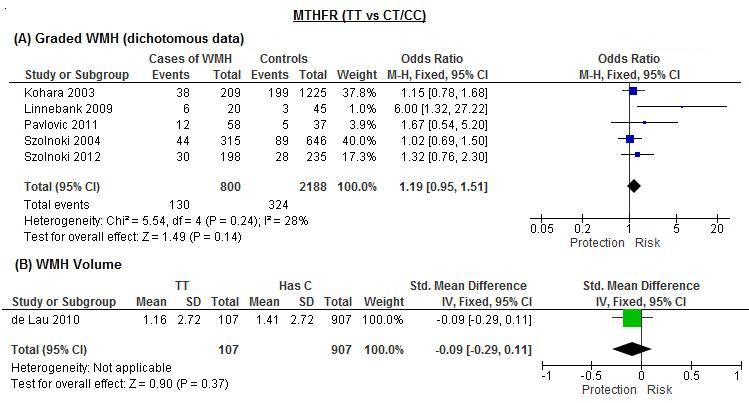 MTHFR (TT vs CT/CC)
(A) Graded WMH (dichotomous data)
Cases of WMH Controls Odds Ratio Odds Ratio
Study or Subgroup Events Total Events Total Weight M-H, Fixed, 95% CI M-H, Fixed, 95% CI
Kohara 2003 38 209 199 1225 37.8% 1.15 [0.78, 1.68]
Linnebank 2009 6 20 3 45 1.0% 6.00 [1.32, 27.22]
Pavlovic 2011 12 58 5 37 3.9% 1.67 [0.54, 5.20]
Szolnoki 2004 44 315 89 646 40.0% 1.02 [0.69, 1.50]
Szolnoki 2012 30 198 28 235 17.3% 1.32 [0.76, 2.30]
Total (95% CI) 800 2188 100.0% 1.19 [0.95, 1.51]
Total events 130 324
Heterogeneity: Chi² = 5.54, df = 4 (P = 0.24); I² = 28%
Test for overall effect: Z = 1.49 (P = 0.14)
0.05 0.2 1 5 20
Protection Risk
(B) WMH Volume
TT Has C Std. Mean Difference Std. Mean Difference
Study or Subgroup Mean SD Total Mean SD Total Weight IV, Fixed, 95% CI IV, Fixed, 95% CI
de Lau 2010 1.16 2.72 107 1.41 2.72 907 100.0% -0.09 [-0.29, 0.11]
Total (95% CI) 107 907 100.0% -0.09 [-0.29, 0.11]
Heterogeneity: Not applicable
Test for overall effect: Z = 0.90 (P = 0.37)
-1 -0.5 0 0.5 1
Protection Risk